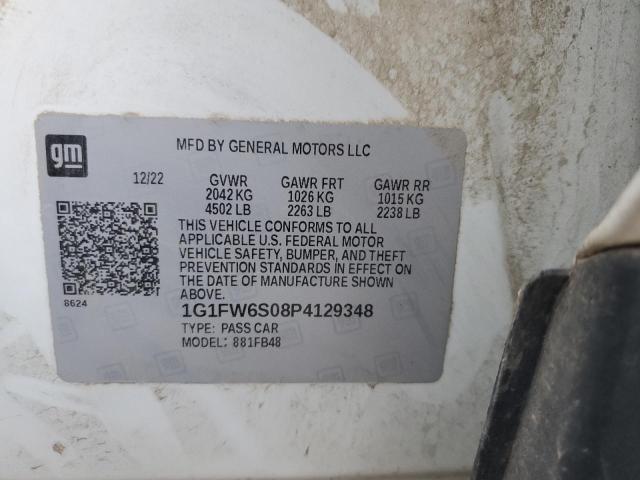 gm
MFD BY GENERAL MOTORS LLC
12/22 GVWR GAWR FRT GAWR RR
2042 KG 1026 KG 1015 KG
4502 LB 2263 LB 2238 LB
THIS VEHICLE CONFORMS TO ALL
APPLICABLE U.S. FEDERAL MOTOR
VEHICLE SAFETY, BUMPER, AND THEFT
PREVENTION STANDARDS IN EFFECT ON
THE DATE OF MANUFACTURE SHOWN
ABOVE.
8624
1G1FW6S08P4129348
TYPE: PASS CAR
MODEL: 881FB48